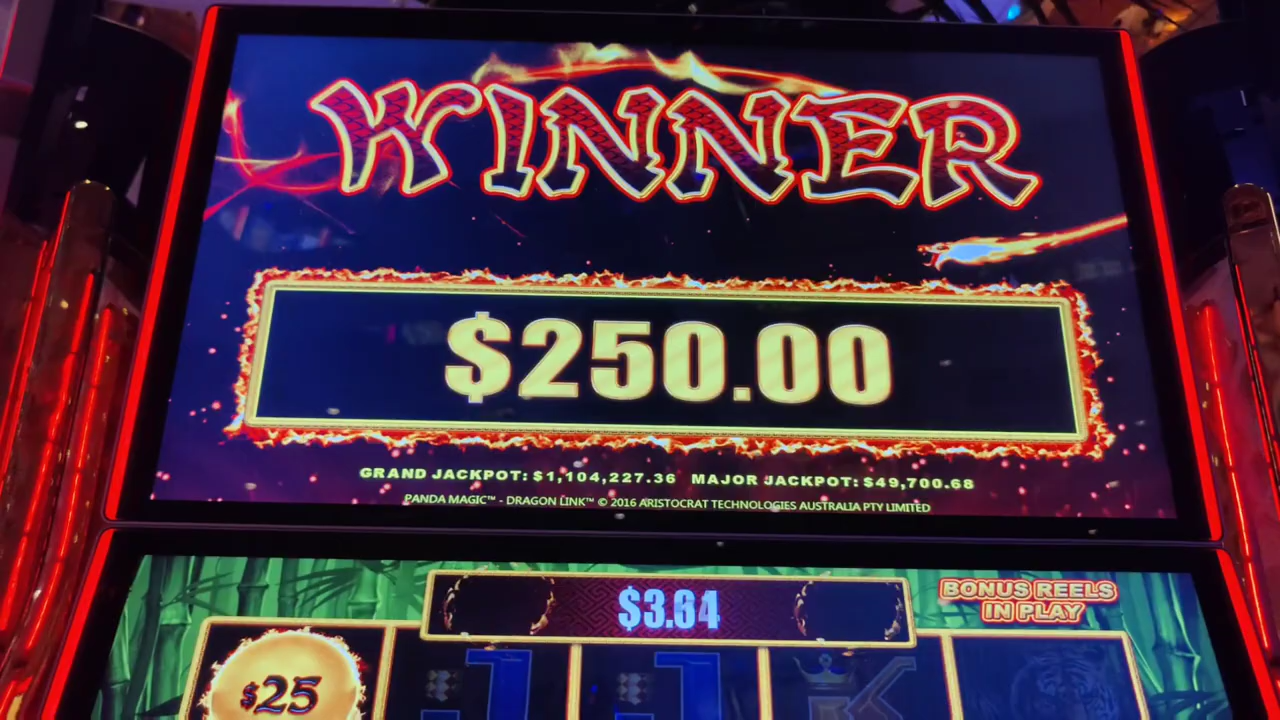 WINNER
$250.00
GRAND JACKPOT: $1,104,227.36 MAJOR JACKPOT: $49,700.68
PANDA MAGIC™ - DRAGON LINK™ © 2016 ARISTOCRAT TECHNOLOGIES AUSTRALIA PTY LIMITED
$3.64
BONUS REELS
IN PLAY
$25
J J K